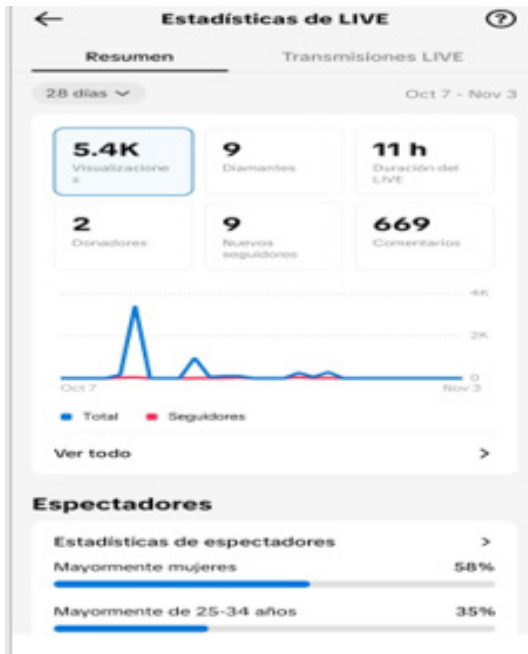 Estadísticas de LIVE
Resumen Transmisiones LIVE
28 días Oct 7 - Nov 3
5.4K 9 11 h
Visualizacione Diamantes Duración del
s LIVE
2 9 669
Donadores Nuevos Comentarios
seguidores
4K
2K
0
Oct 7 Nov 3
Total Seguidores
Ver todo
Espectadores
Estadísticas de espectadores
Mayormente mujeres 58%
Mayormente de 25-34 años 35%